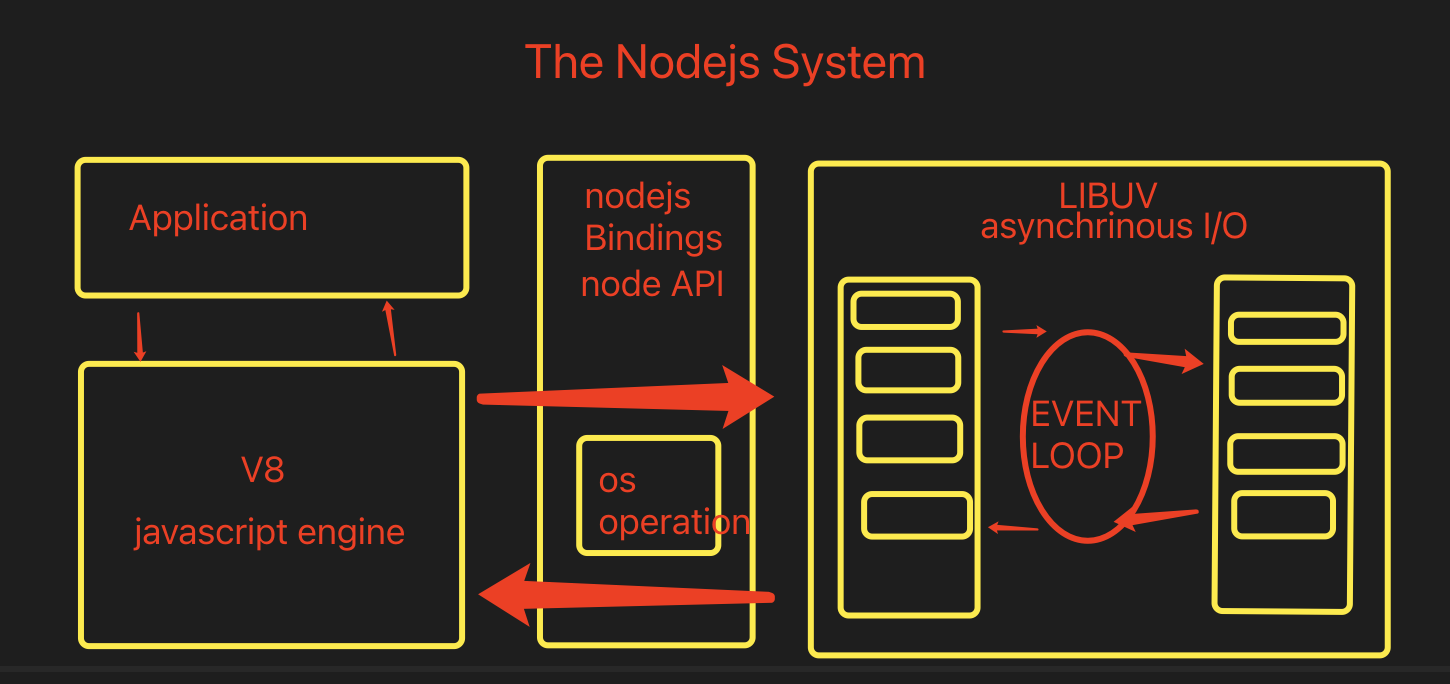 The Nodejs System
Application
V8
javascript engine
nodejs
Bindings
node API
os
operation
LIBUV
asynchrinous I/O
EVENT
LOOP